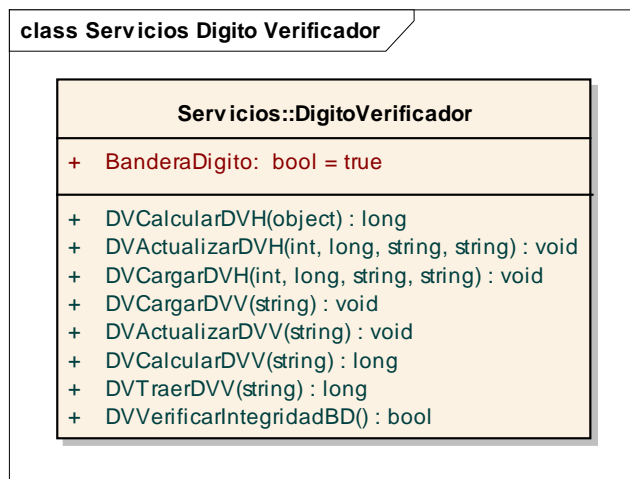 class Servicios Digito Verificador
Servicios::DigitoVerificador
+ BanderaDigito: bool = true
+ DVCalcularDVH(object) : long
+ DVActualizarDVH(int, long, string, string) : void
+ DVCargarDVH(int, long, string, string) : void
+ DVCargarDVV(string) : void
+ DVActualizarDVV(string) : void
+ DVCalcularDVV(string) : long
+ DVTraerDVV(string) : long
+ DVVerificarIntegridadBD() : bool